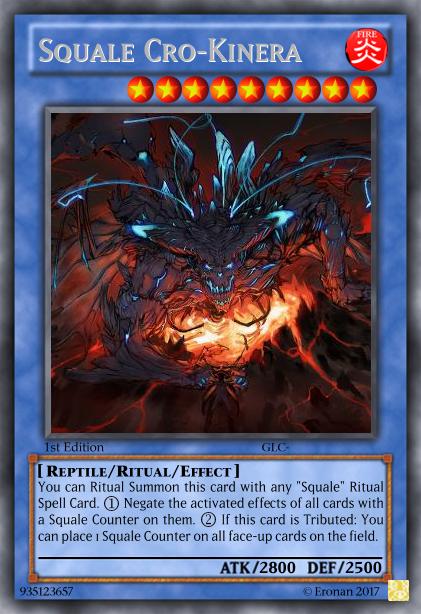 Squale Cro-Kinera
FIRE
炎
1st Edition
GLC-
[ Reptile/Ritual/Effect ]
You can Ritual Summon this card with any "Squale" Ritual
Spell Card. ① Negate the activated effects of all cards with
a Squale Counter on them. ② If this card is Tributed: You
can place 1 Squale Counter on all face-up cards on the field.
ATK/2800 DEF/2500
935123657
© Eronan 2017